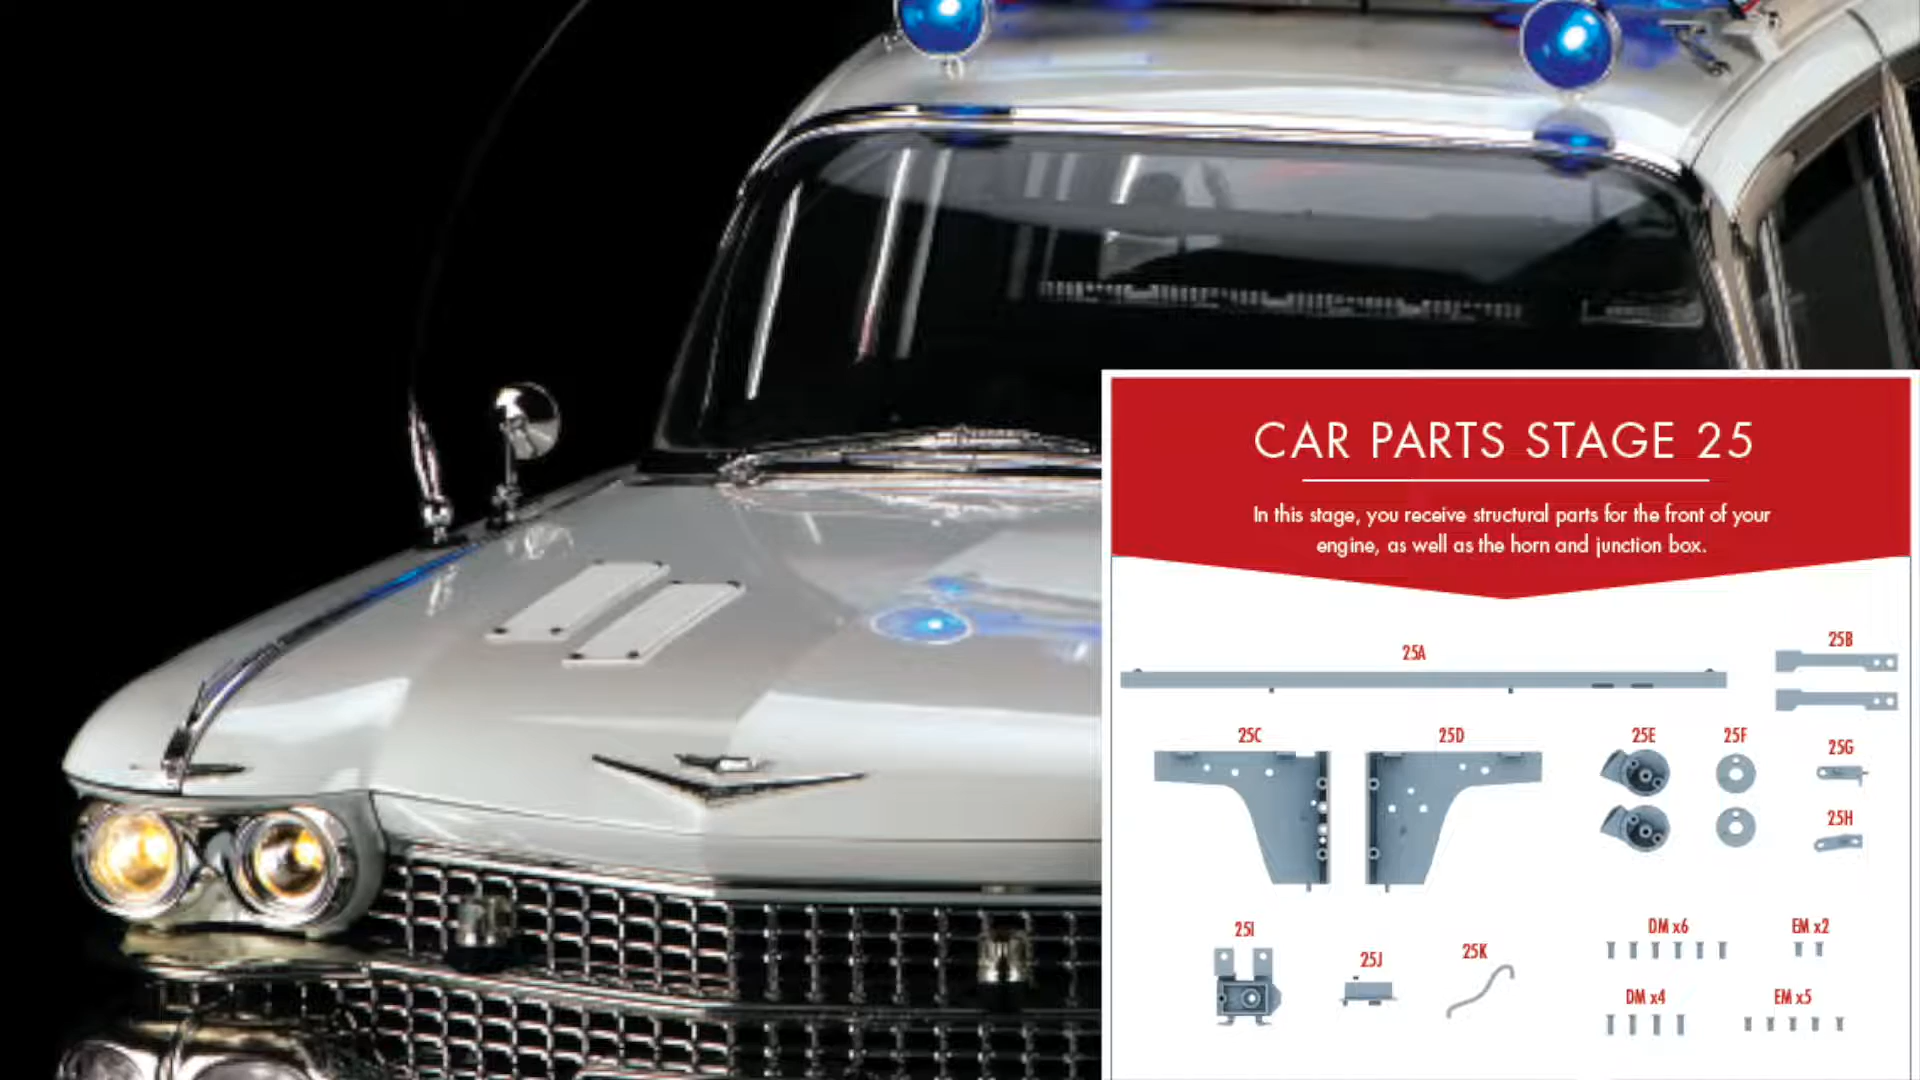 CAR PARTS STAGE 25
In this stage, you receive structural parts for the front of your
engine, as well as the horn and junction box.
25A
25B
25C
25D
25E
25F
25G
25H
25I
25J
25K
DM x6
EM x2
DM x4
EM x5